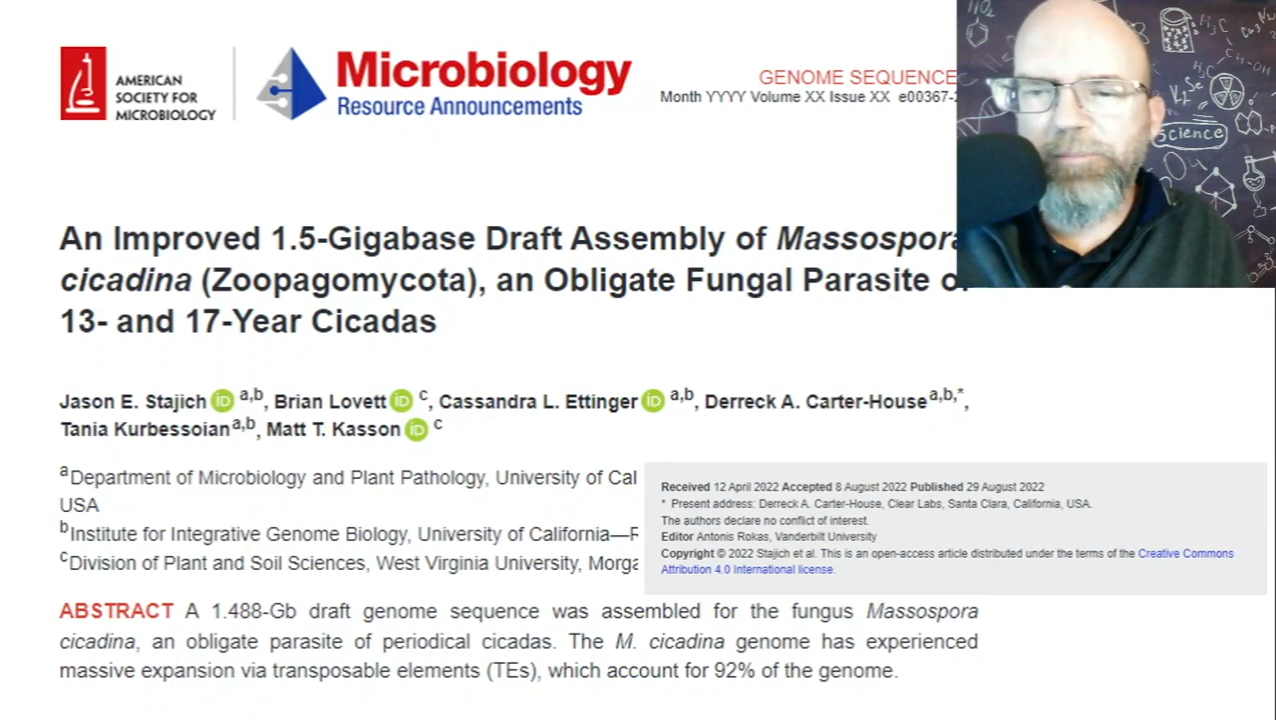 AMERICAN
SOCIETY FOR
MICROBIOLOGY
Microbiology
Resource Announcements
GENOME SEQUENCE
Month YYYY Volume XX Issue XX e00367-
An Improved 1.5-Gigabase Draft Assembly of Massospora
cicadina (Zoopagomycota), an Obligate Fungal Parasite of
13- and 17-Year Cicadas
Jason E. Stajich iD a,b, Brian Lovett iD c, Cassandra L. Ettinger iD a,b, Derreck A. Carter-House a,b,*,
Tania Kurbessoian a,b, Matt T. Kasson iD c
a Department of Microbiology and Plant Pathology, University of Cal
USA
b Institute for Integrative Genome Biology, University of California—R
c Division of Plant and Soil Sciences, West Virginia University, Morga
Received 12 April 2022 Accepted 8 August 2022 Published 29 August 2022
* Present address: Derreck A. Carter-House, Clear Labs, Santa Clara, California, USA.
The authors declare no conflict of interest.
Editor Antonis Rokas, Vanderbilt University
Copyright © 2022 Stajich et al. This is an open-access article distributed under the terms of the Creative Commons
Attribution 4.0 International license.
ABSTRACT A 1.488-Gb draft genome sequence was assembled for the fungus Massospora
cicadina, an obligate parasite of periodical cicadas. The M. cicadina genome has experienced
massive expansion via transposable elements (TEs), which account for 92% of the genome.
Science